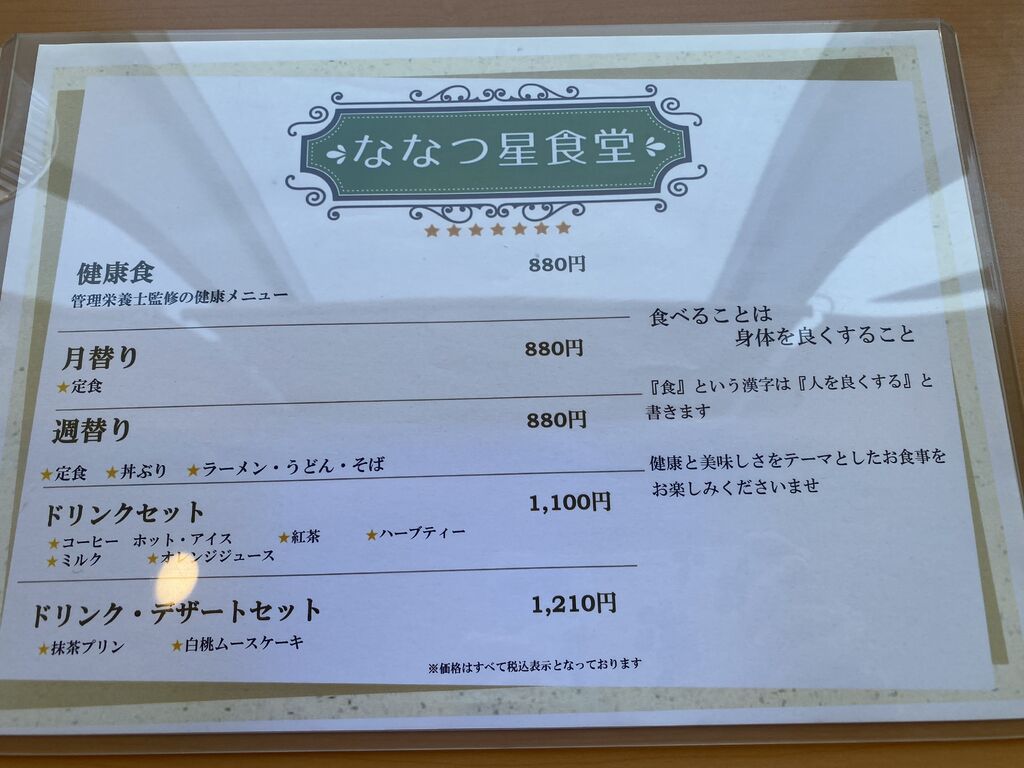 ななつ星食堂
健康食 880円
管理栄養士監修の健康メニュー
月替り 880円
★定食
週替り 880円
★定食 ★丼ぶり ★ラーメン・うどん・そば
ドリンクセット 1,100円
★コーヒー ホット・アイス ★紅茶 ★ハーブティー
★ミルク ★オレンジジュース
ドリンク・デザートセット 1,210円
★抹茶プリン ★白桃ムースケーキ
※価格はすべて税込表示となっております
食べることは
身体を良くすること
『食』という漢字は『人を良くする』と
書きます
健康と美味しさをテーマとしたお食事を
お楽しみくださいませ